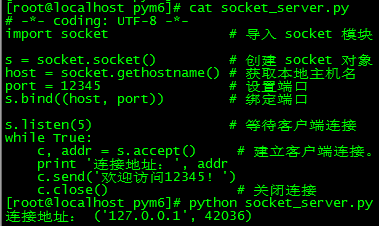 [root@localhost pym6]# cat socket_server.py
# -*- coding: UTF-8 -*-
import socket               # 导入 socket 模块

s = socket.socket()         # 创建 socket 对象
host = socket.gethostname() # 获取本地主机名
port = 12345                # 设置端口
s.bind((host, port))        # 绑定端口

s.listen(5)                 # 等待客户端连接
while True:
    c, addr = s.accept()     # 建立客户端连接。
    print '连接地址：', addr
    c.send('欢迎访问12345！')
    c.close()                # 关闭连接
[root@localhost pym6]# python socket_server.py
连接地址： ('127.0.0.1', 42036)